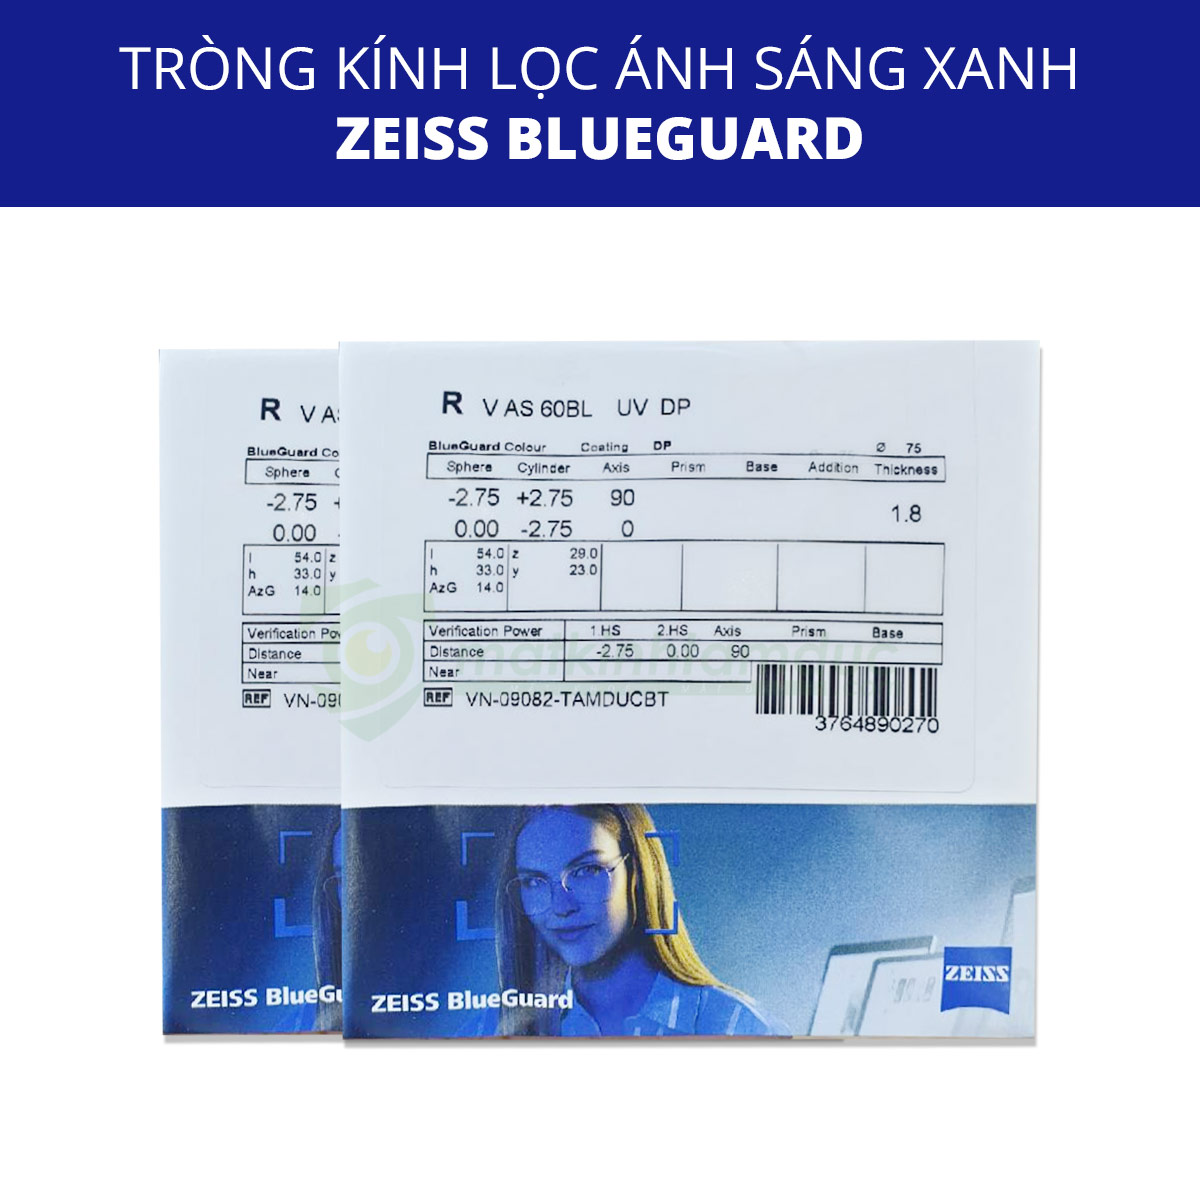 TRÒNG KÍNH LỌC ÁNH SÁNG XANH
ZEISS BLUEGUARD
R V AS
BlueGuard Co
Sphere C
-2.75 +
0.00 -
I 54.0 z
h 33.0 y
AzG 14.0
Verification Pow
Distance
Near
REF VN-090
ZEISS BlueGu
R V AS 60BL UV DP
BlueGuard Colour Coating DP Ø 75
Sphere Cylinder Axis Prism Base Addition Thickness
-2.75 +2.75 90
1.8
0.00 -2.75 0
I 54.0 z 29.0
h 33.0 y 23.0
AzG 14.0
Verification Power 1.HS 2.HS Axis Prism Base
Distance -2.75 0.00 90
Near
matkinhtamduc
REF VN-09082-TAMDUCBT
3764890270
ZEISS
ZEISS BlueGuard